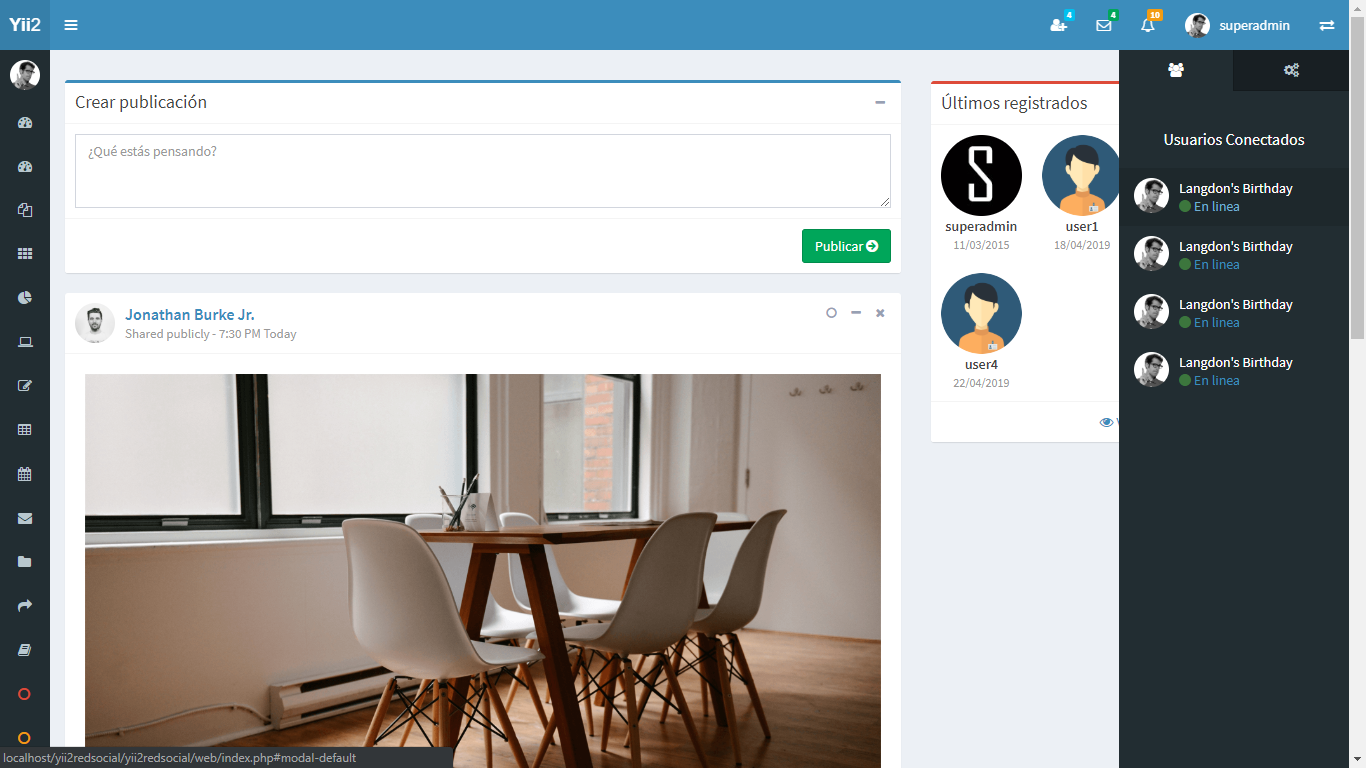 Yii2
4
4
10
superadmin
Crear publicación
¿Qué estás pensando?
Publicar
Jonathan Burke Jr.
Shared publicly - 7:30 PM Today
Últimos registrados
superadmin
11/03/2015
user1
18/04/2019
user4
22/04/2019
Usuarios Conectados
Langdon's Birthday
En linea
Langdon's Birthday
En linea
Langdon's Birthday
En linea
Langdon's Birthday
En linea
localhost/yii2redsocial/yii2redsocial/web/index.php#modal-default